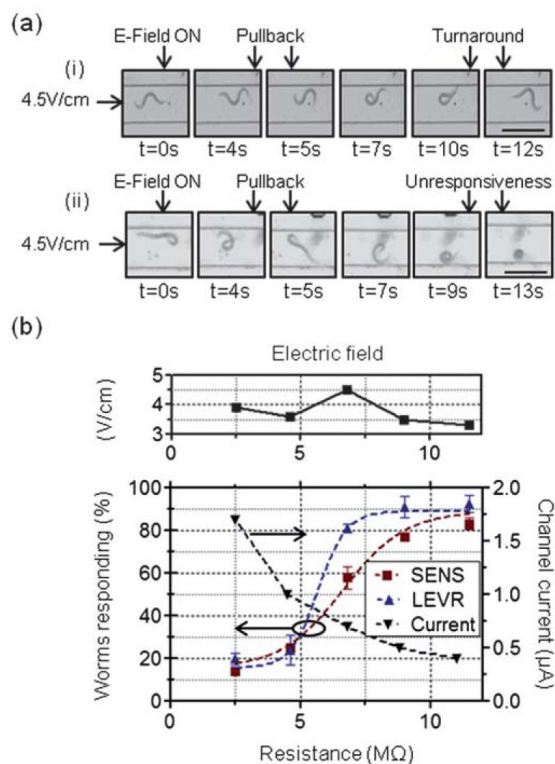 (a)
E-Field ON Pullback Turnaround
(i)
4.5V/cm
t=0s t=4s t=5s t=7s t=10s t=12s
E-Field ON Pullback Unresponsiveness
(ii)
4.5V/cm
t=0s t=4s t=5s t=7s t=9s t=13s
(b)
Electric field
(V/cm)
5
4
3
0 5 10
Worms responding (%)
100
80
60
40
20
0
2.0
1.5
1.0
0.5
0.0
Channel current (μA)
SENS
LEVR
Current
0 5 10
Resistance (MΩ)